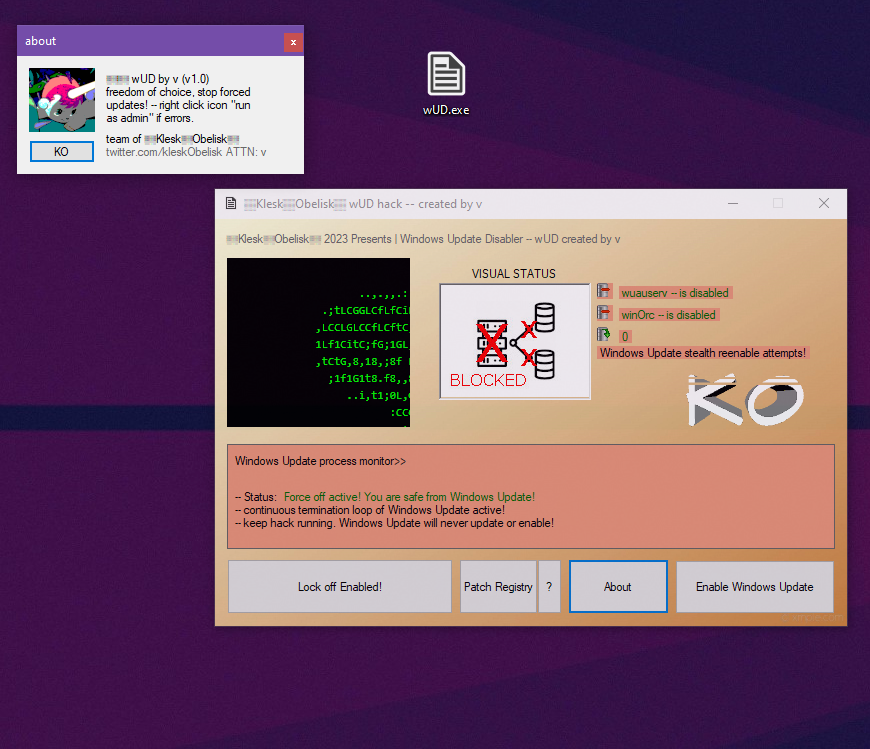 about
x
wUD by v (v1.0)
freedom of choice, stop forced
updates! -- right click icon "run
as admin" if errors.
team of ▒▒Klesk▒▒Obelisk▒▒
twitter.com/kleskObelisk ATTN: v
KO
wUD.exe
▒▒Klesk▒▒Obelisk▒▒ wUD hack -- created by v
▒▒Klesk▒▒Obelisk▒▒ 2023 Presents | Windows Update Disabler -- wUD created by v
VISUAL STATUS
BLOCKED
wuauserv -- is disabled
winOrc -- is disabled
0
Windows Update stealth reenable attempts!
KO
..,.,,.:
.;tLCGGLCfLfCi
,LCCLGLCCfLCftC
1Lf1CitC;fG;1GL
,tCtG,8,18,;8f
;1f1G1t8.f8,,
..i,t1;0L,
:CC
Windows Update process monitor>>
-- Status: Force off active! You are safe from Windows Update!
-- continuous termination loop of Windows Update active!
-- keep hack running. Windows Update will never update or enable!
Lock off Enabled!
Patch Registry
?
About
Enable Windows Update